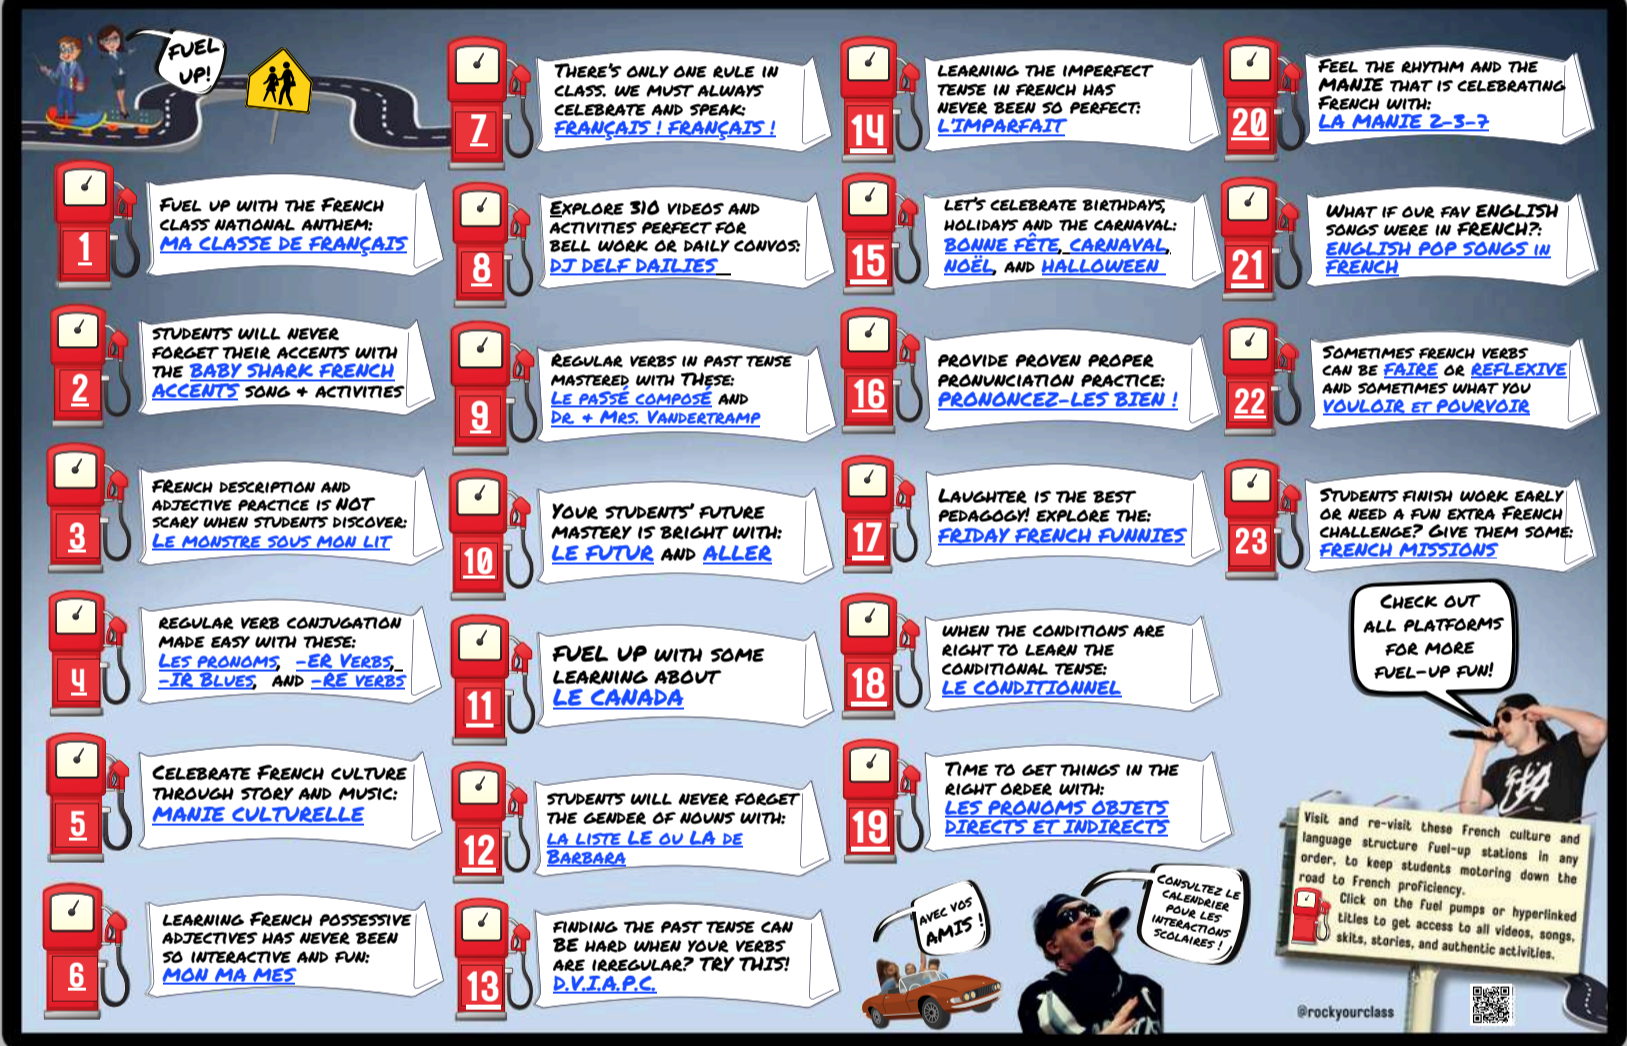 FUEL
UP!
1
FUEL UP WITH THE FRENCH
CLASS NATIONAL ANTHEM:
MA CLASSE DE FRANÇAIS
2
STUDENTS WILL NEVER
FORGET THEIR ACCENTS WITH
THE BABY SHARK FRENCH
ACCENTS SONG + ACTIVITIES
3
FRENCH DESCRIPTION AND
ADJECTIVE PRACTICE IS NOT
SCARY WHEN STUDENTS DISCOVER:
LE MONSTRE SOUS MON LIT
4
REGULAR VERB CONJUGATION
MADE EASY WITH THESE:
LES PRONOMS, -ER VERBS,
-IR BLUES, AND -RE VERBS
5
CELEBRATE FRENCH CULTURE
THROUGH STORY AND MUSIC:
MANIE CULTURELLE
6
LEARNING FRENCH POSSESSIVE
ADJECTIVES HAS NEVER BEEN
SO INTERACTIVE AND FUN:
MON MA MES
7
THERE'S ONLY ONE RULE IN
CLASS. WE MUST ALWAYS
CELEBRATE AND SPEAK:
FRANÇAIS ! FRANÇAIS !
8
EXPLORE 310 VIDEOS AND
ACTIVITIES PERFECT FOR
BELL WORK OR DAILY CONVOS:
DJ DELF DAILIES
9
REGULAR VERBS IN PAST TENSE
MASTERED WITH THESE:
LE PASSÉ COMPOSÉ AND
DR. + MRS. VANDERTRAMP
10
YOUR STUDENTS' FUTURE
MASTERY IS BRIGHT WITH:
LE FUTUR AND ALLER
11
FUEL UP WITH SOME
LEARNING ABOUT
LE CANADA
12
STUDENTS WILL NEVER FORGET
THE GENDER OF NOUNS WITH:
LA LISTE LE OU LA DE
BARBARA
13
FINDING THE PAST TENSE CAN
BE HARD WHEN YOUR VERBS
ARE IRREGULAR? TRY THIS!
D.V.I.A.P.C.
14
LEARNING THE IMPERFECT
TENSE IN FRENCH HAS
NEVER BEEN SO PERFECT:
L'IMPARFAIT
15
LET'S CELEBRATE BIRTHDAYS,
HOLIDAYS AND THE CARNAVAL:
BONNE FÊTE, CARNAVAL,
NOËL, AND HALLOWEEN
16
PROVIDE PROVEN PROPER
PRONUNCIATION PRACTICE:
PRONONCEZ-LES BIEN !
17
LAUGHTER IS THE BEST
PEDAGOGY! EXPLORE THE:
FRIDAY FRENCH FUNNIES
18
WHEN THE CONDITIONS ARE
RIGHT TO LEARN THE
CONDITIONAL TENSE:
LE CONDITIONNEL
19
TIME TO GET THINGS IN THE
RIGHT ORDER WITH:
LES PRONOMS OBJETS
DIRECTS ET INDIRECTS
20
FEEL THE RHYTHM AND THE
MANIE THAT IS CELEBRATING
FRENCH WITH:
LA MANIE 2-3-7
21
WHAT IF OUR FAV ENGLISH
SONGS WERE IN FRENCH?:
ENGLISH POP SONGS IN
FRENCH
22
SOMETIMES FRENCH VERBS
CAN BE FAIRE OR REFLEXIVE
AND SOMETIMES WHAT YOU
VOULOIR ET POURVOIR
23
STUDENTS FINISH WORK EARLY
OR NEED A FUN EXTRA FRENCH
CHALLENGE? GIVE THEM SOME:
FRENCH MISSIONS
CHECK OUT
ALL PLATFORMS
FOR MORE
FUEL-UP FUN!
AVEC VOS
AMIS !
CONSULTEZ LE
CALENDRIER
POUR LES
INTERACTIONS
SCOLAIRES !
Visit and re-visit these French culture and
language structure fuel-up stations in any
order, to keep students motoring down the
road to French proficiency.
Click on the fuel pumps or hyperlinked
titles to get access to all videos, songs,
skits, stories, and authentic activities.
@rockyourclass